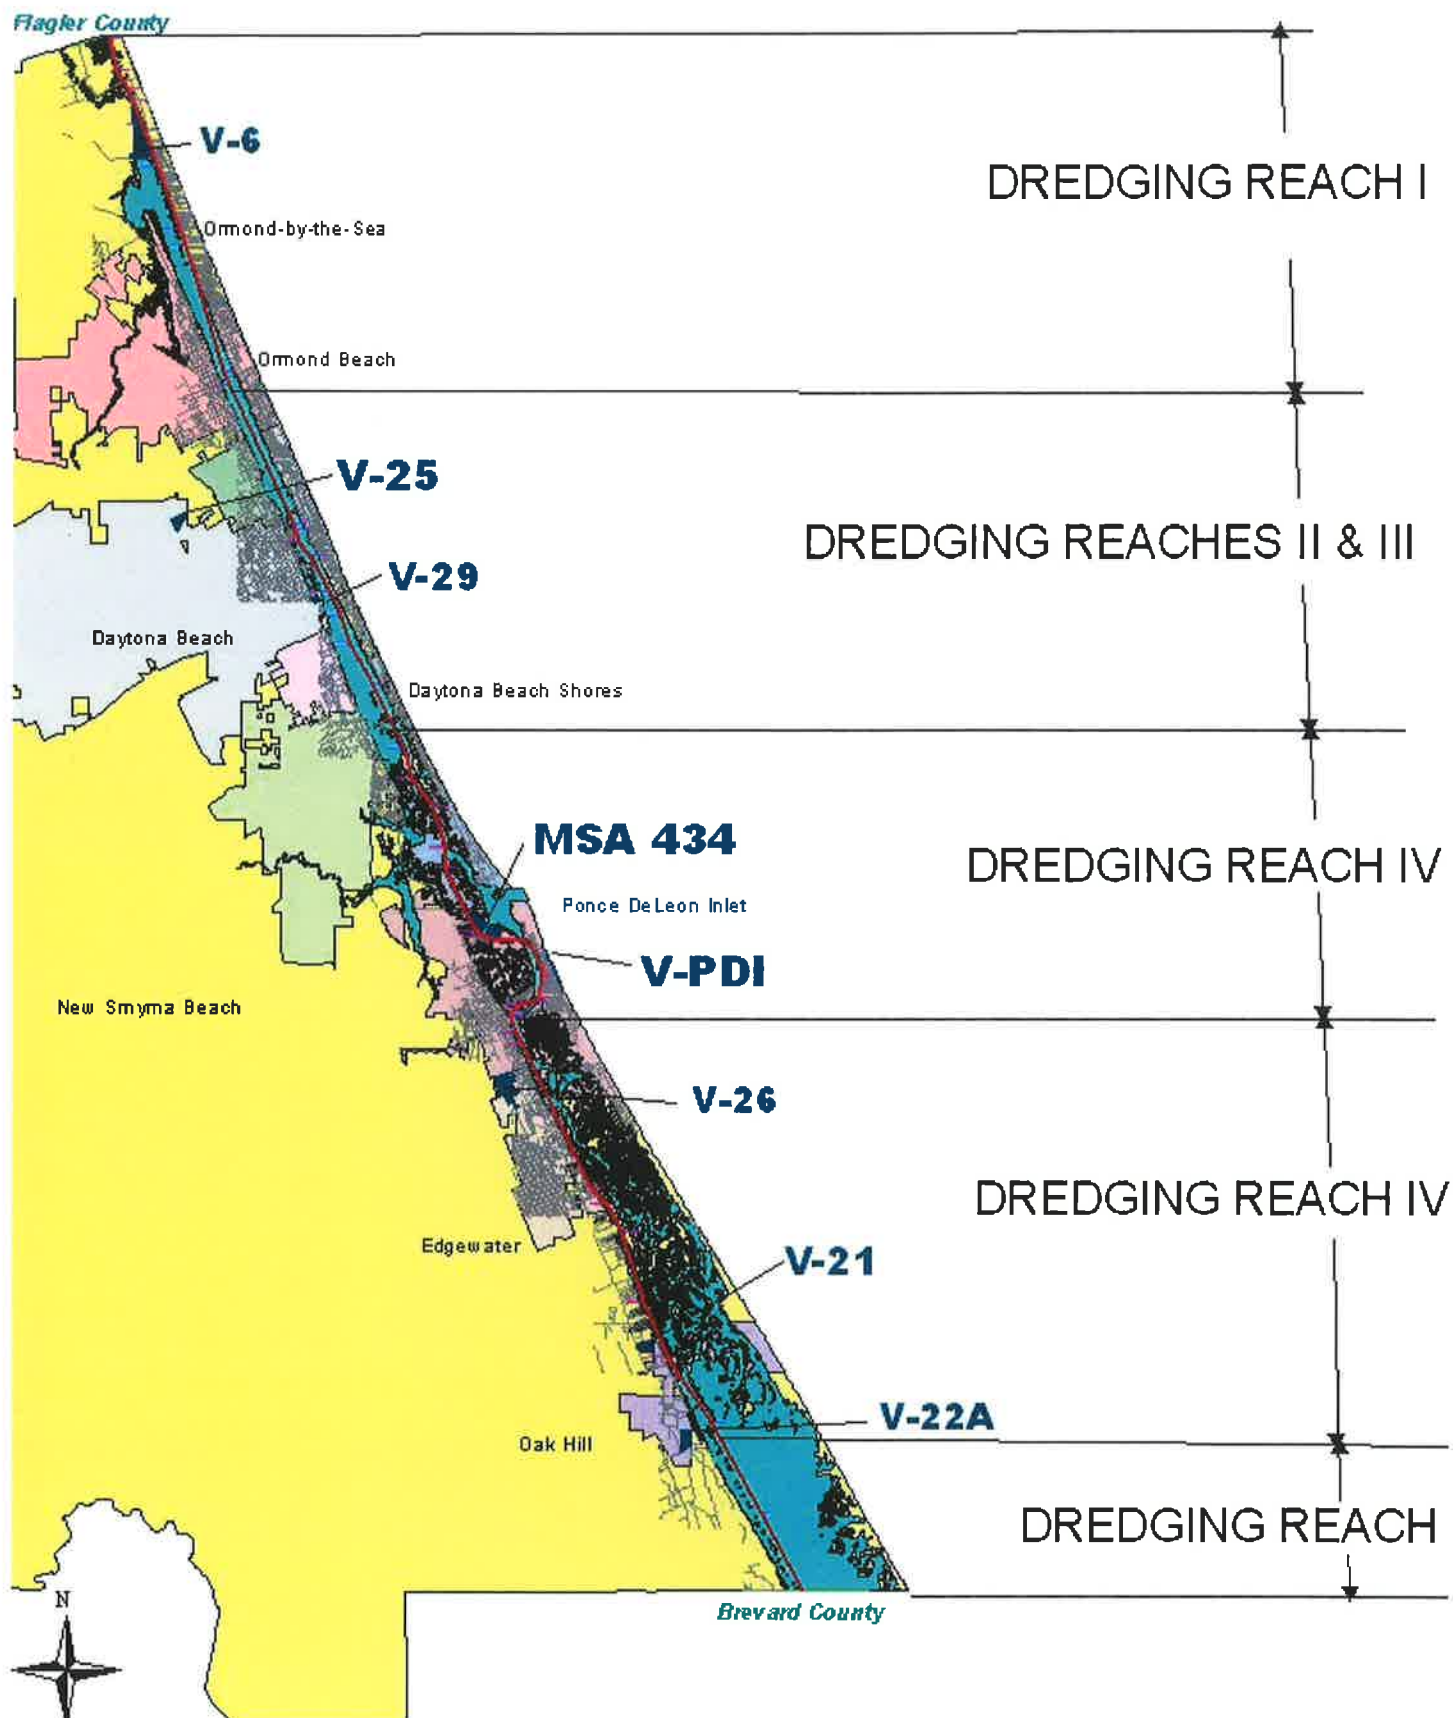 Flagler County
V-6
DREDGING REACH I
Ormond-by-the-Sea
Ormond Beach
V-25
DREDGING REACHES II & III
V-29
Daytona Beach
Daytona Beach Shores
MSA 434
DREDGING REACH IV
Ponce DeLeon Inlet
V-PDI
New Smyrna Beach
V-26
DREDGING REACH IV
Edgewater
V-21
V-22A
Oak Hill
DREDGING REACH
N
Brevard County